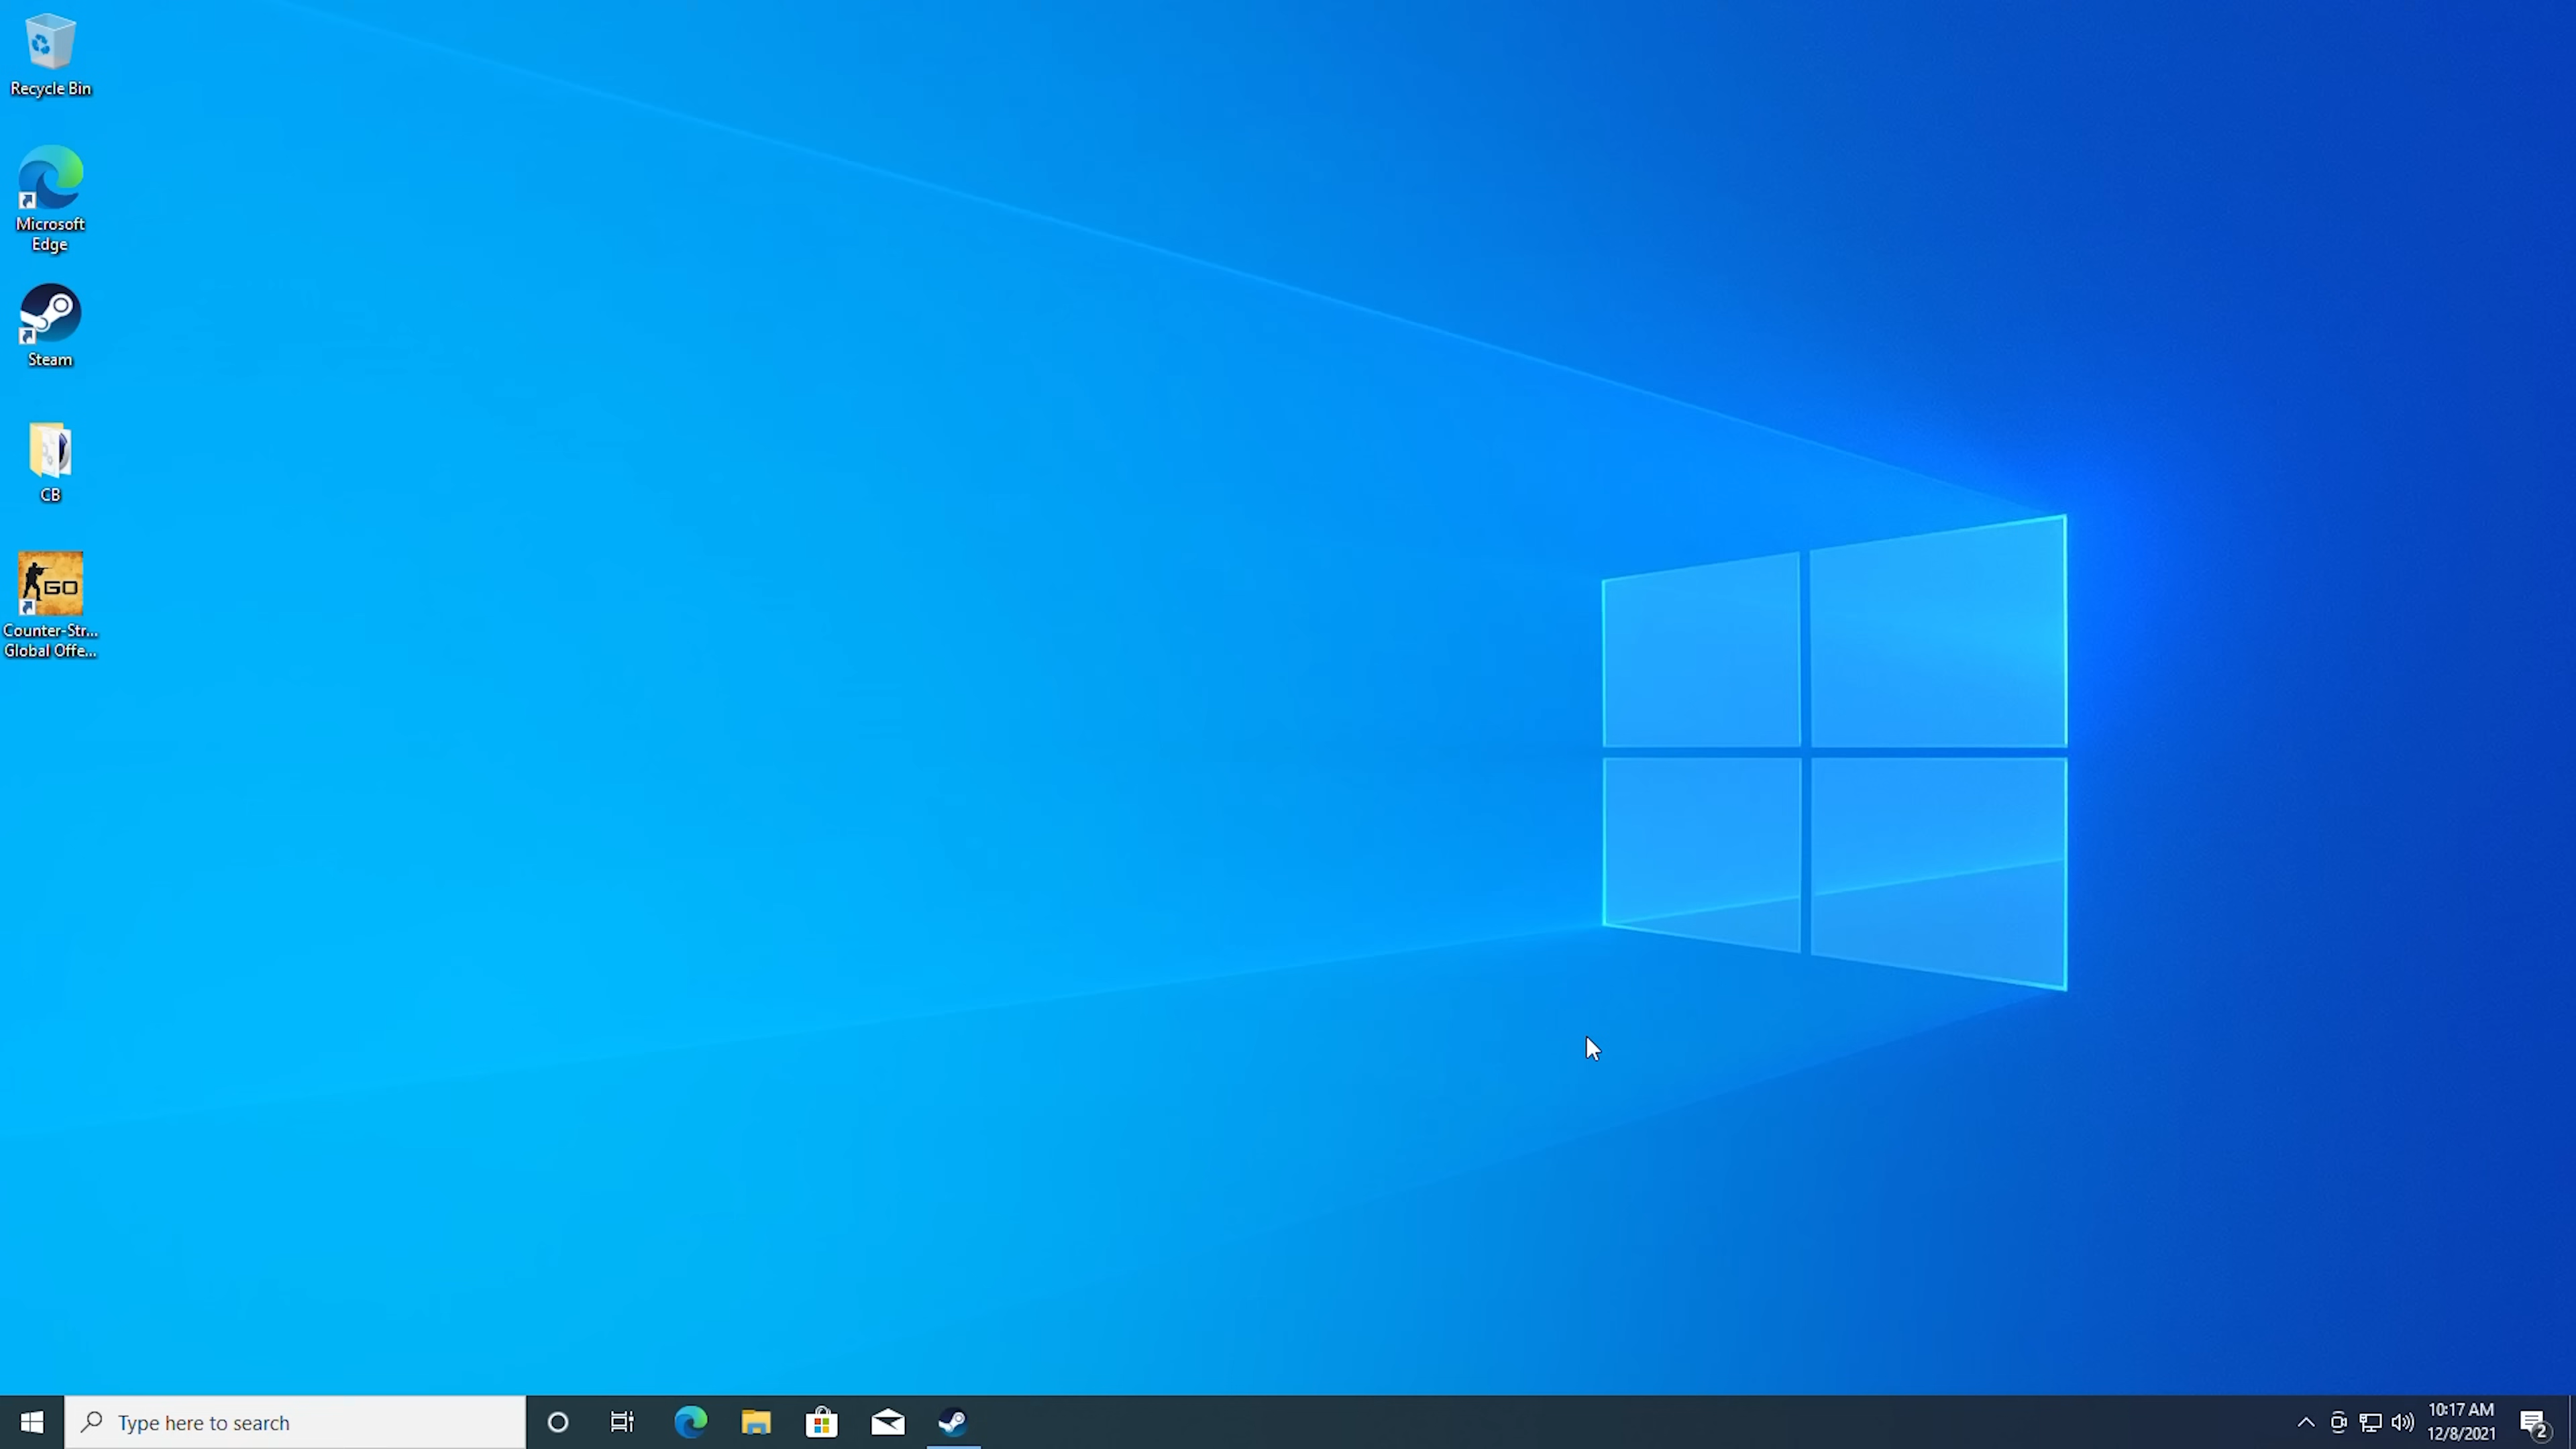 Recycle Bin
Microsoft
Edge
Steam
CB
GO
Counter-Str...
Global Offe...
Type here to search
10:17 AM
12/8/2021
2